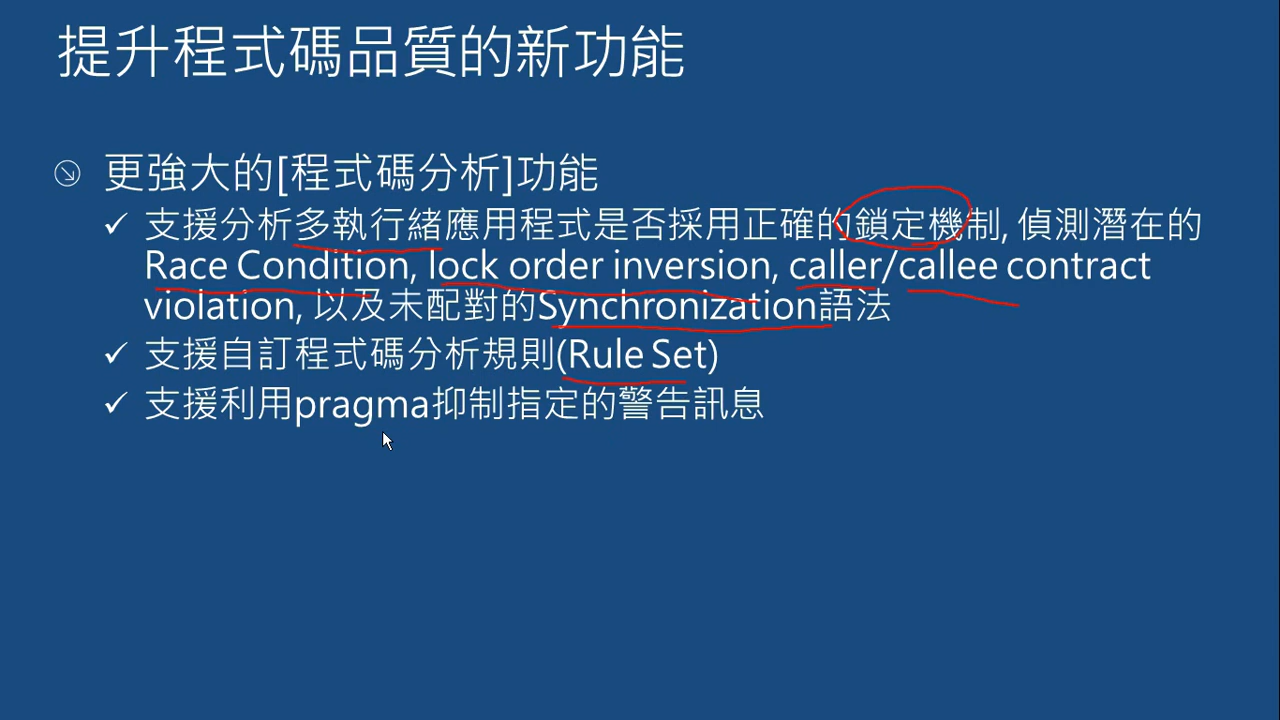 提升程式碼品質的新功能
更強大的[程式碼分析]功能
支援分析多執行緒應用程式是否採用正確的鎖定機制, 偵測潛在的
Race Condition, lock order inversion, caller/callee contract
violation, 以及未配對的Synchronization語法
支援自訂程式碼分析規則(Rule Set)
支援利用pragma抑制指定的警告訊息